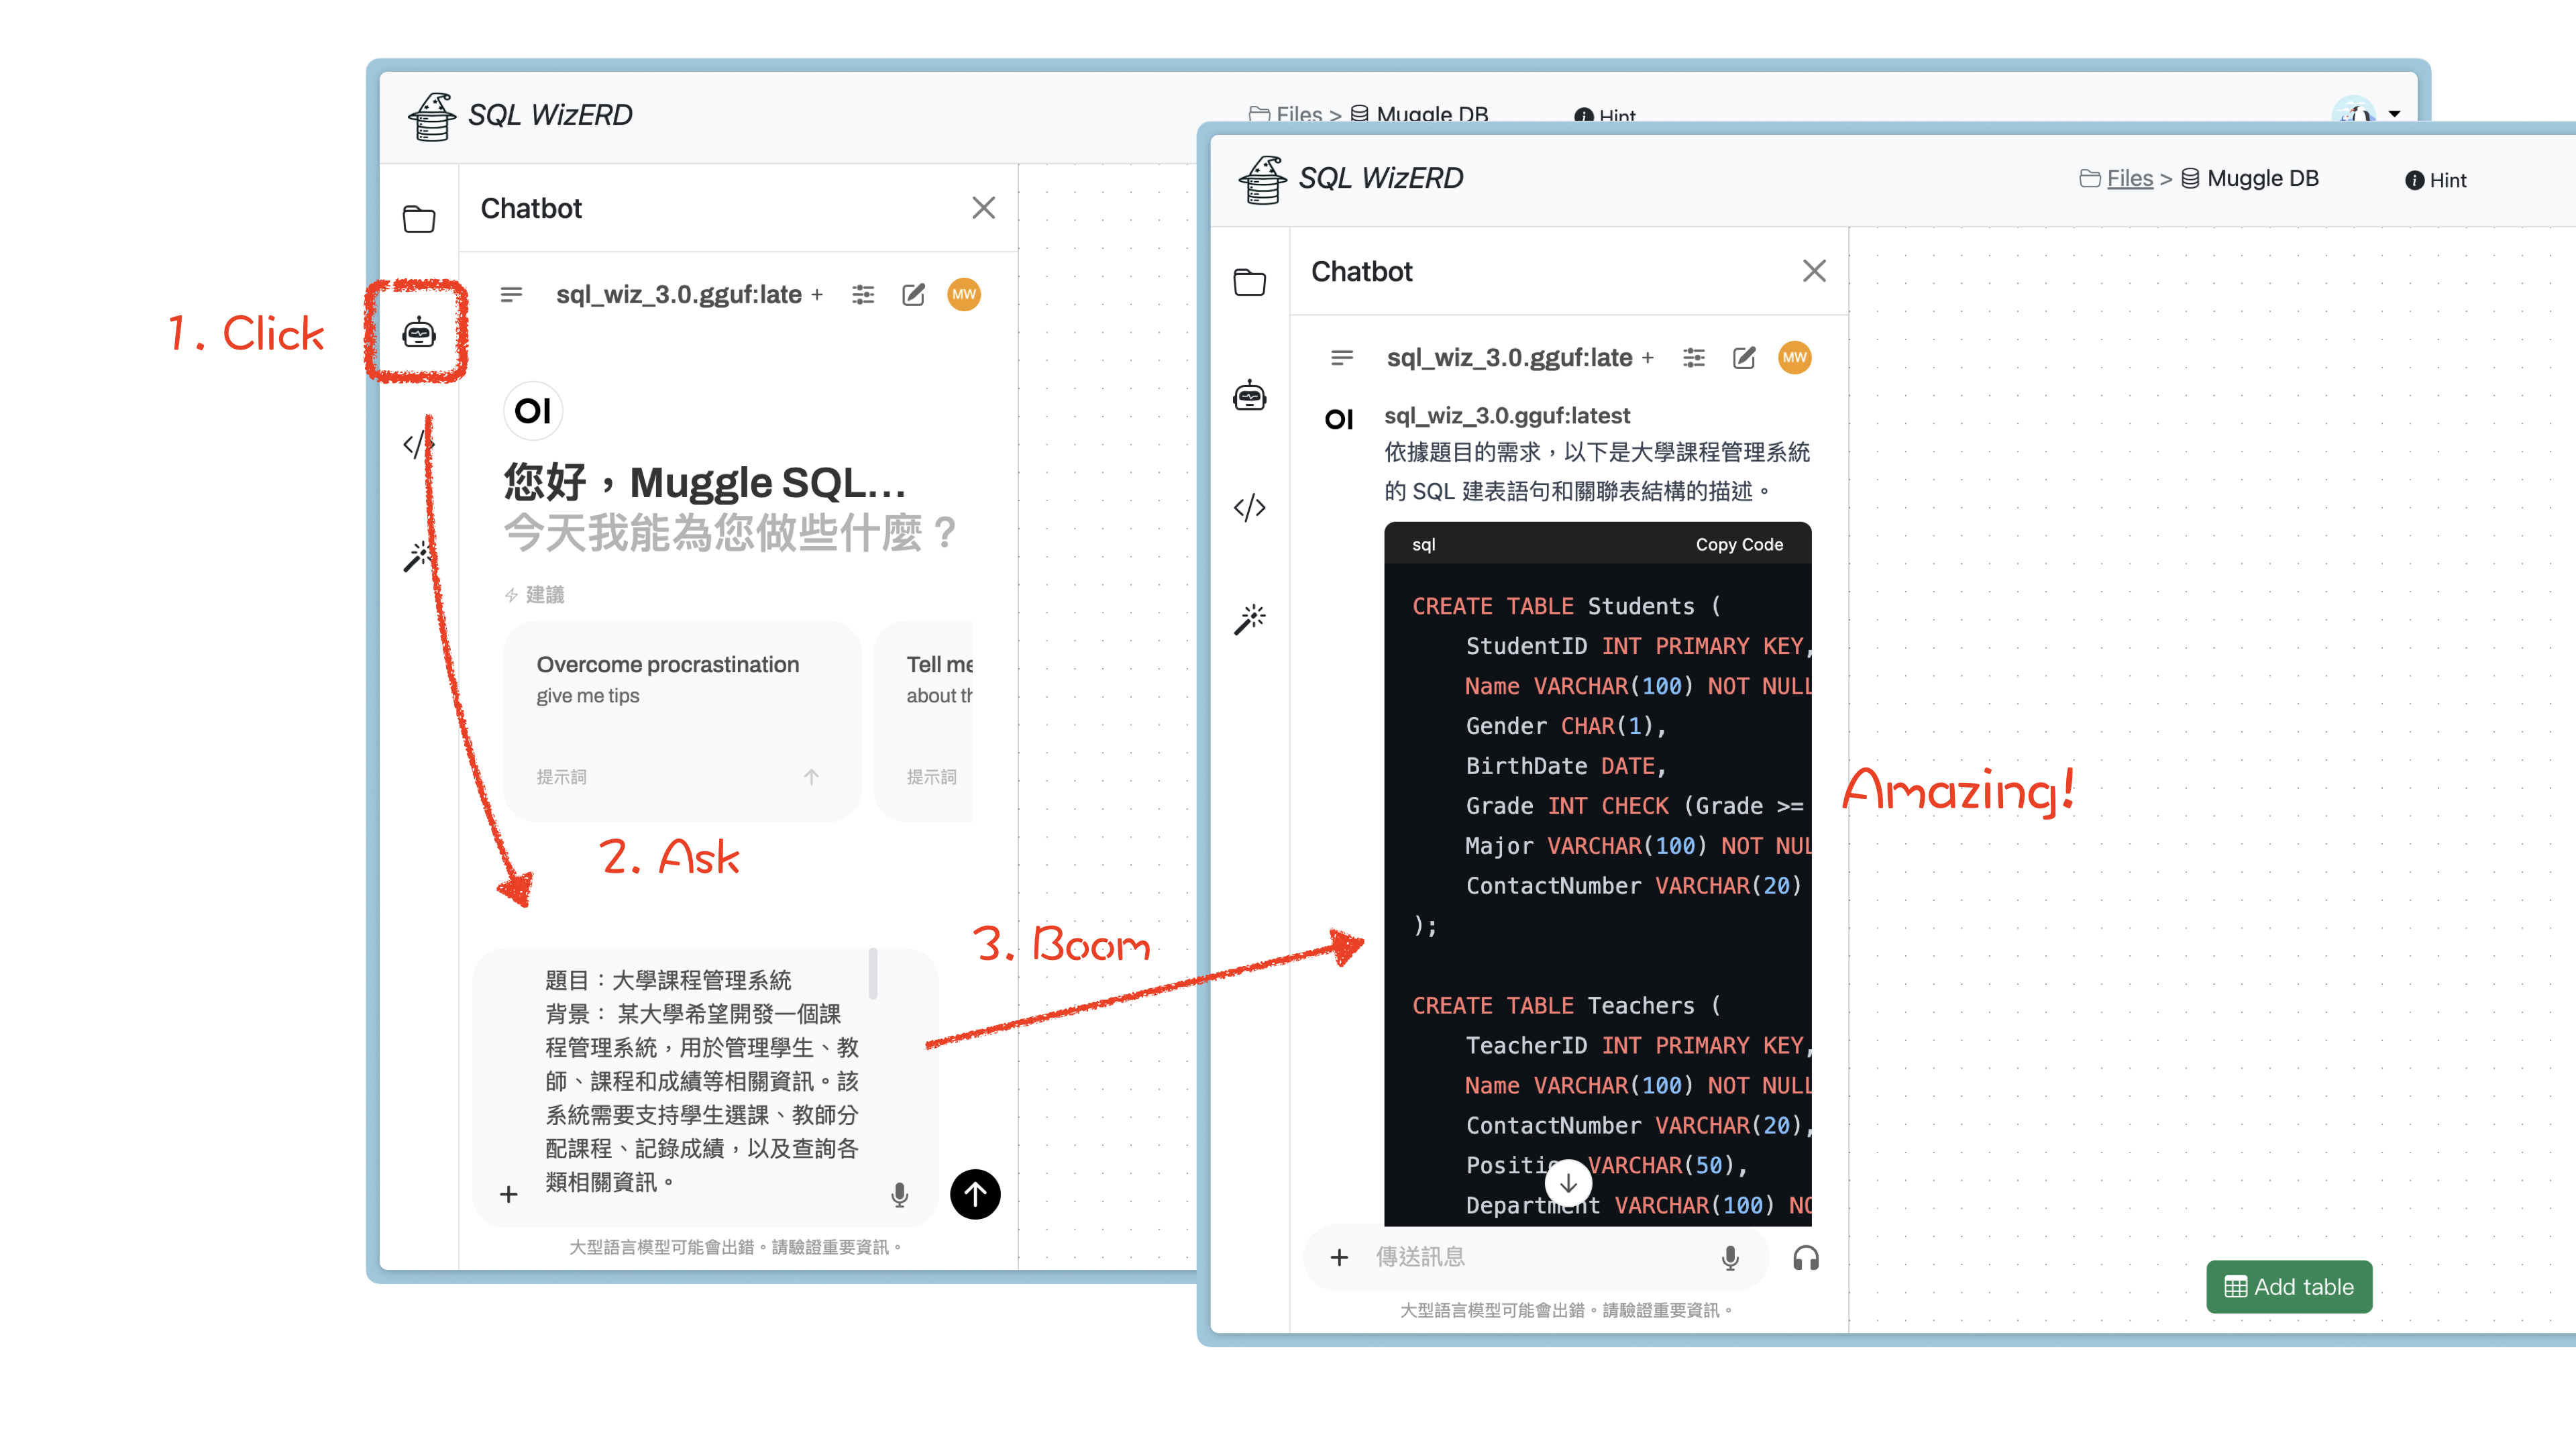 SQL WizERD
Files > Muggle DB
Hint
Chatbot
sql_wiz_3.0.gguf:late +
MW
1. Click
OI
您好，Muggle SQL...
今天我能為您做些什麼？
建議
Overcome procrastination
give me tips
提示詞
Tell me
about th
提示詞
2. Ask
題目：大學課程管理系統
背景： 某大學希望開發一個課
程管理系統，用於管理學生、教
師、課程和成績等相關資訊。該
系統需要支持學生選課、教師分
配課程、記錄成績，以及查詢各
類相關資訊。
大型語言模型可能會出錯。請驗證重要資訊。
3. Boom
SQL WizERD
Files > Muggle DB
Hint
Chatbot
sql_wiz_3.0.gguf:late +
MW
OI
sql_wiz_3.0.gguf:latest
依據題目的需求，以下是大學課程管理系統
的 SQL 建表語句和關聯表結構的描述。
sql
Copy Code
CREATE TABLE Students (
StudentID INT PRIMARY KEY,
Name VARCHAR(100) NOT NULL
Gender CHAR(1),
BirthDate DATE,
Grade INT CHECK (Grade >=
Major VARCHAR(100) NOT NUL
ContactNumber VARCHAR(20)
);
CREATE TABLE Teachers (
TeacherID INT PRIMARY KEY,
Name VARCHAR(100) NOT NULL
ContactNumber VARCHAR(20),
Position VARCHAR(50),
Department VARCHAR(100) NO
傳送訊息
大型語言模型可能會出錯。請驗證重要資訊。
Amazing!
Add table